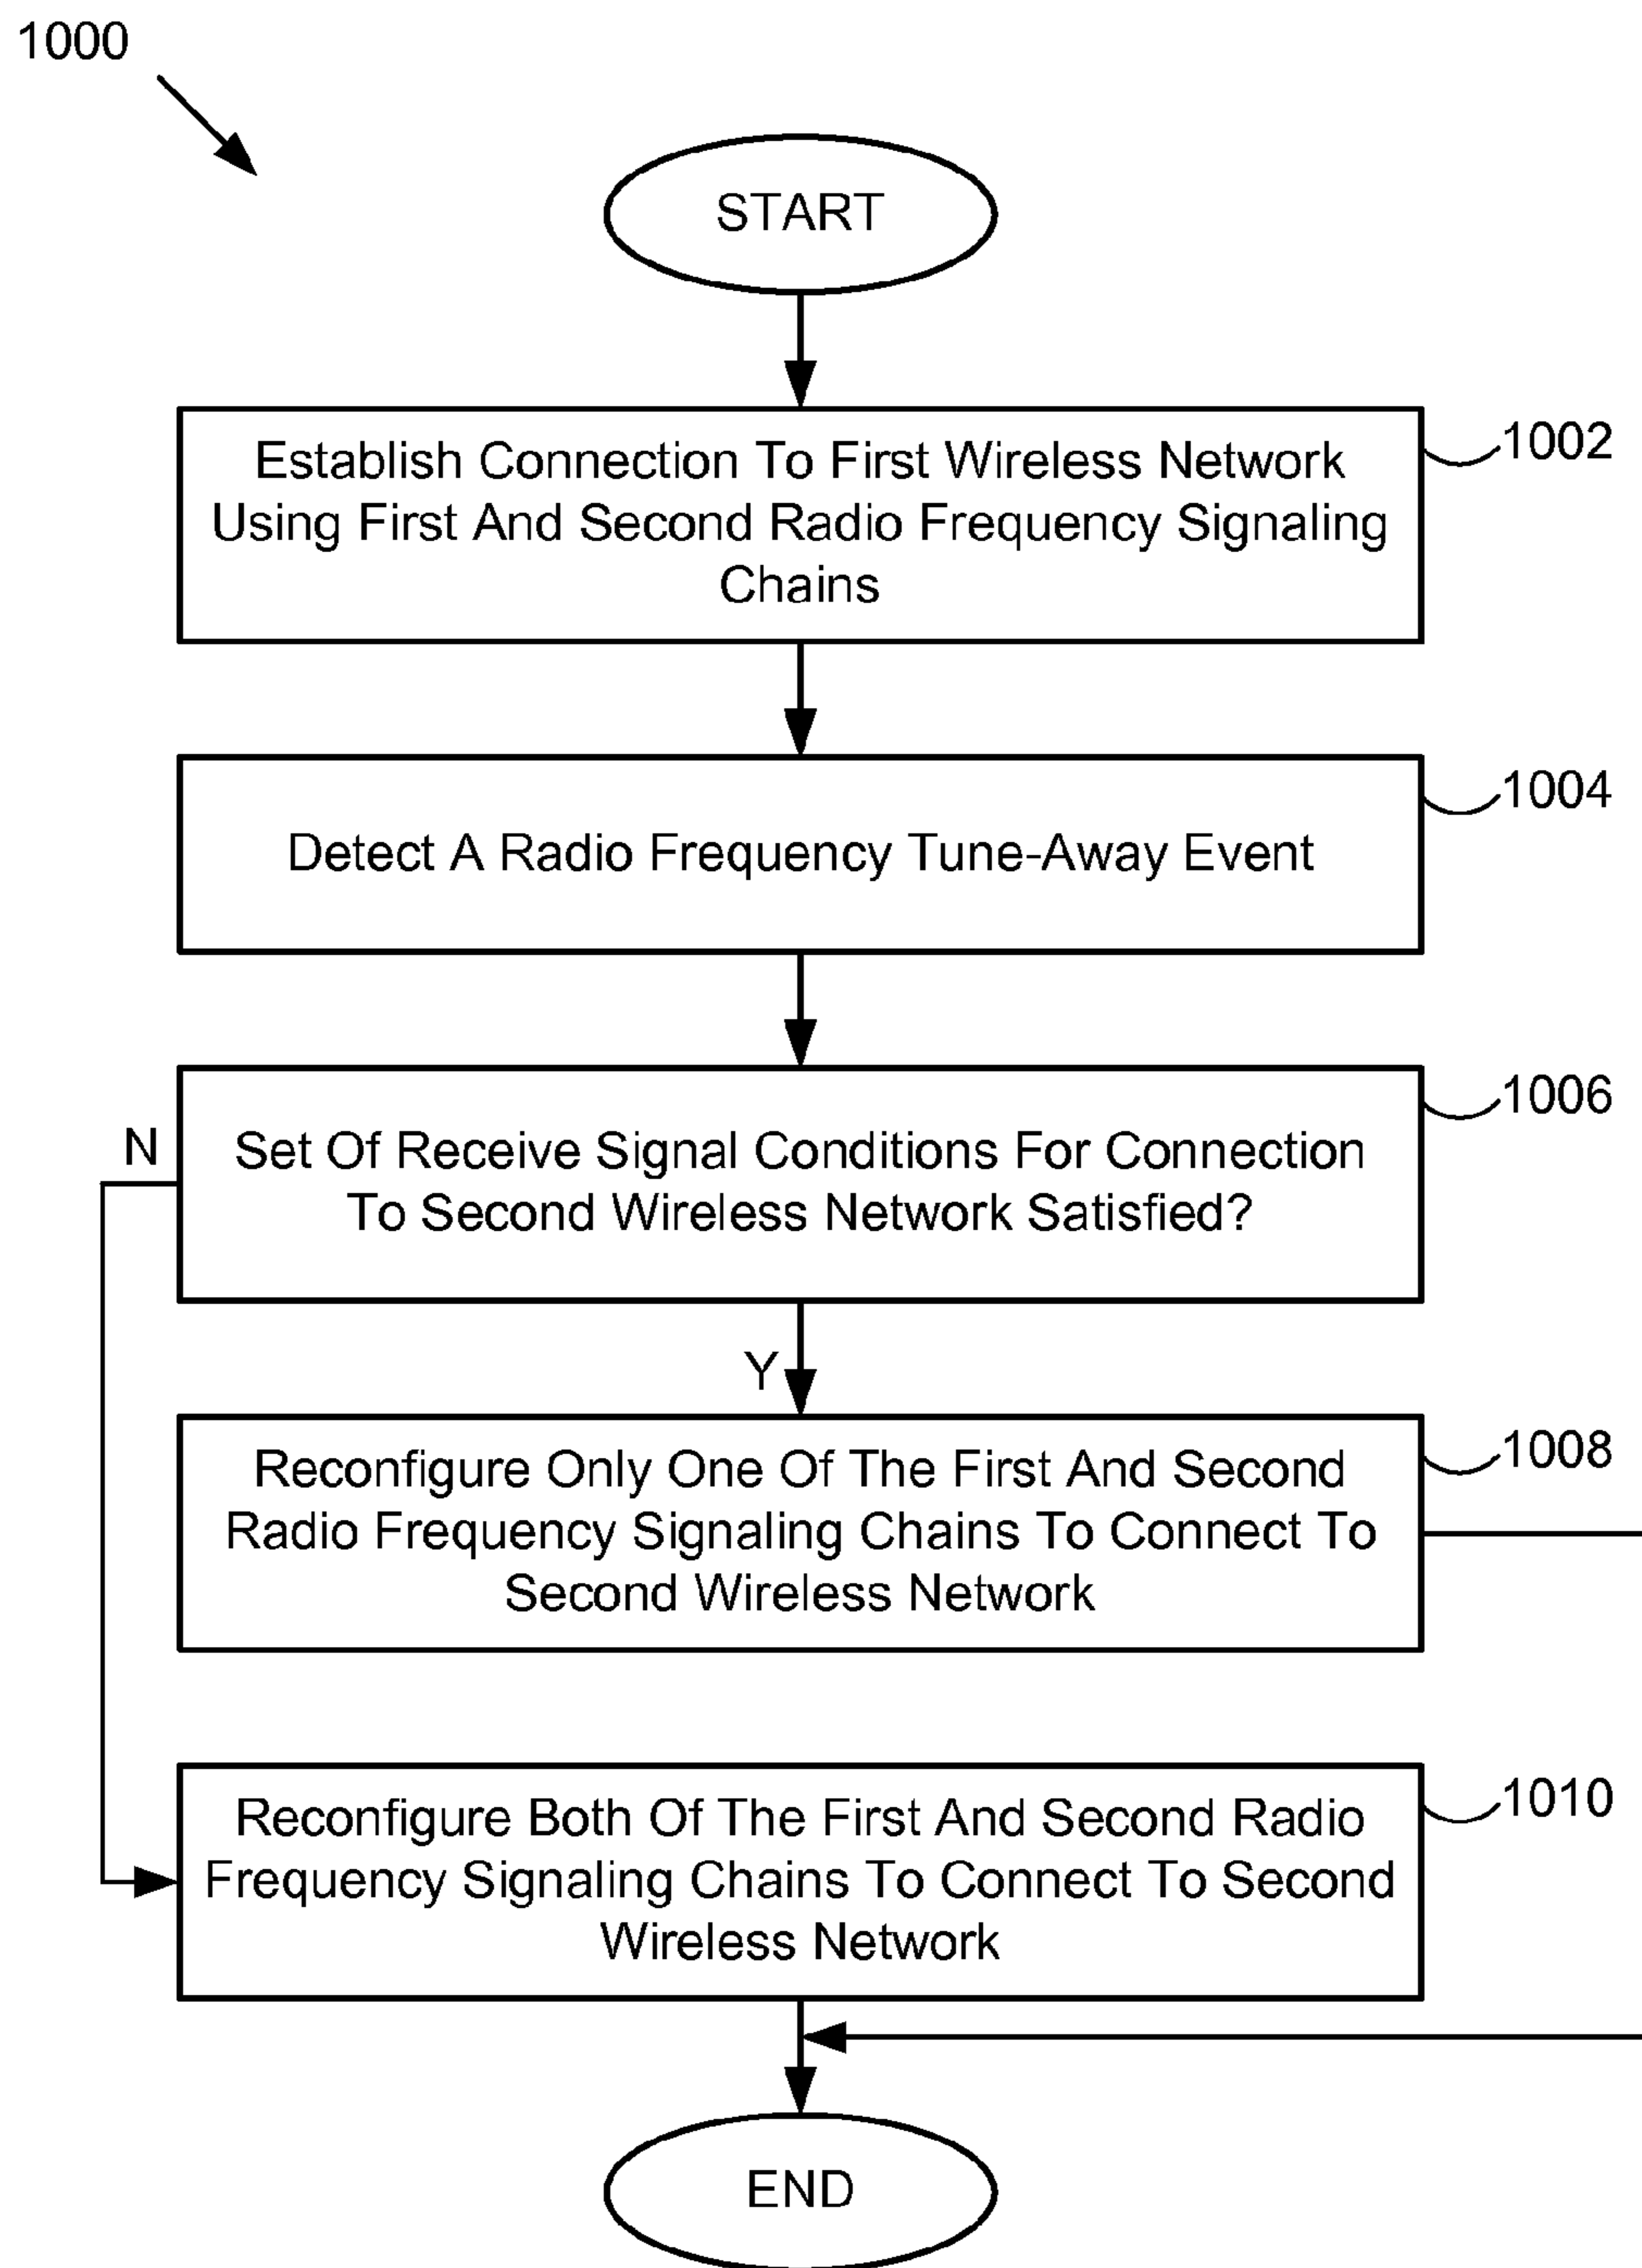 1000
START
Establish Connection To First Wireless Network
Using First And Second Radio Frequency Signaling
Chains
1002
Detect A Radio Frequency Tune-Away Event
1004
Set Of Receive Signal Conditions For Connection
To Second Wireless Network Satisfied?
1006
N
Y
Reconfigure Only One Of The First And Second
Radio Frequency Signaling Chains To Connect To
Second Wireless Network
1008
Reconfigure Both Of The First And Second Radio
Frequency Signaling Chains To Connect To Second
Wireless Network
1010
END